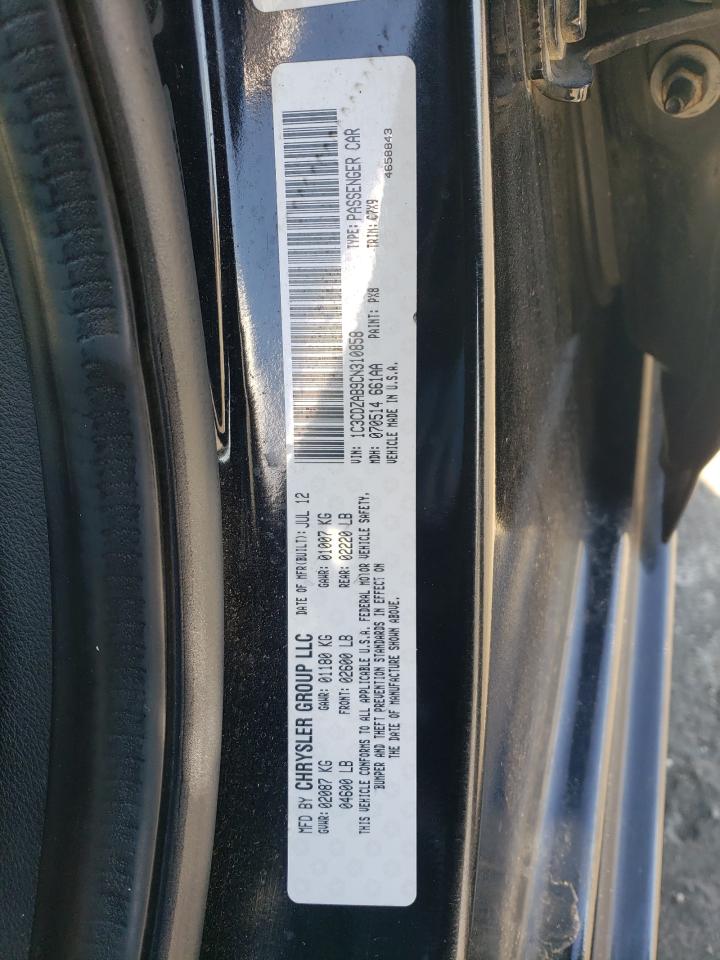 MFD BY CHRYSLER GROUP LLC DATE OF MFR(BUILT): JUL 12
GVWR: 02087 KG GAWR: 01180 KG GAWR: 01007 KG
04600 LB FRONT: 02600 LB REAR: 02220 LB
THIS VEHICLE CONFORMS TO ALL APPLICABLE U.S.A. FEDERAL MOTOR VEHICLE SAFETY,
BUMPER AND THEFT PREVENTION STANDARDS IN EFFECT ON
THE DATE OF MANUFACTURE SHOWN ABOVE.
VIN: 1C3CDZAB9CN310858 TYPE: PASSENGER CAR
MDH: 070514 661AA PAINT: PX8 TRIM: C7X9
VEHICLE MADE IN U.S.A. 4658843